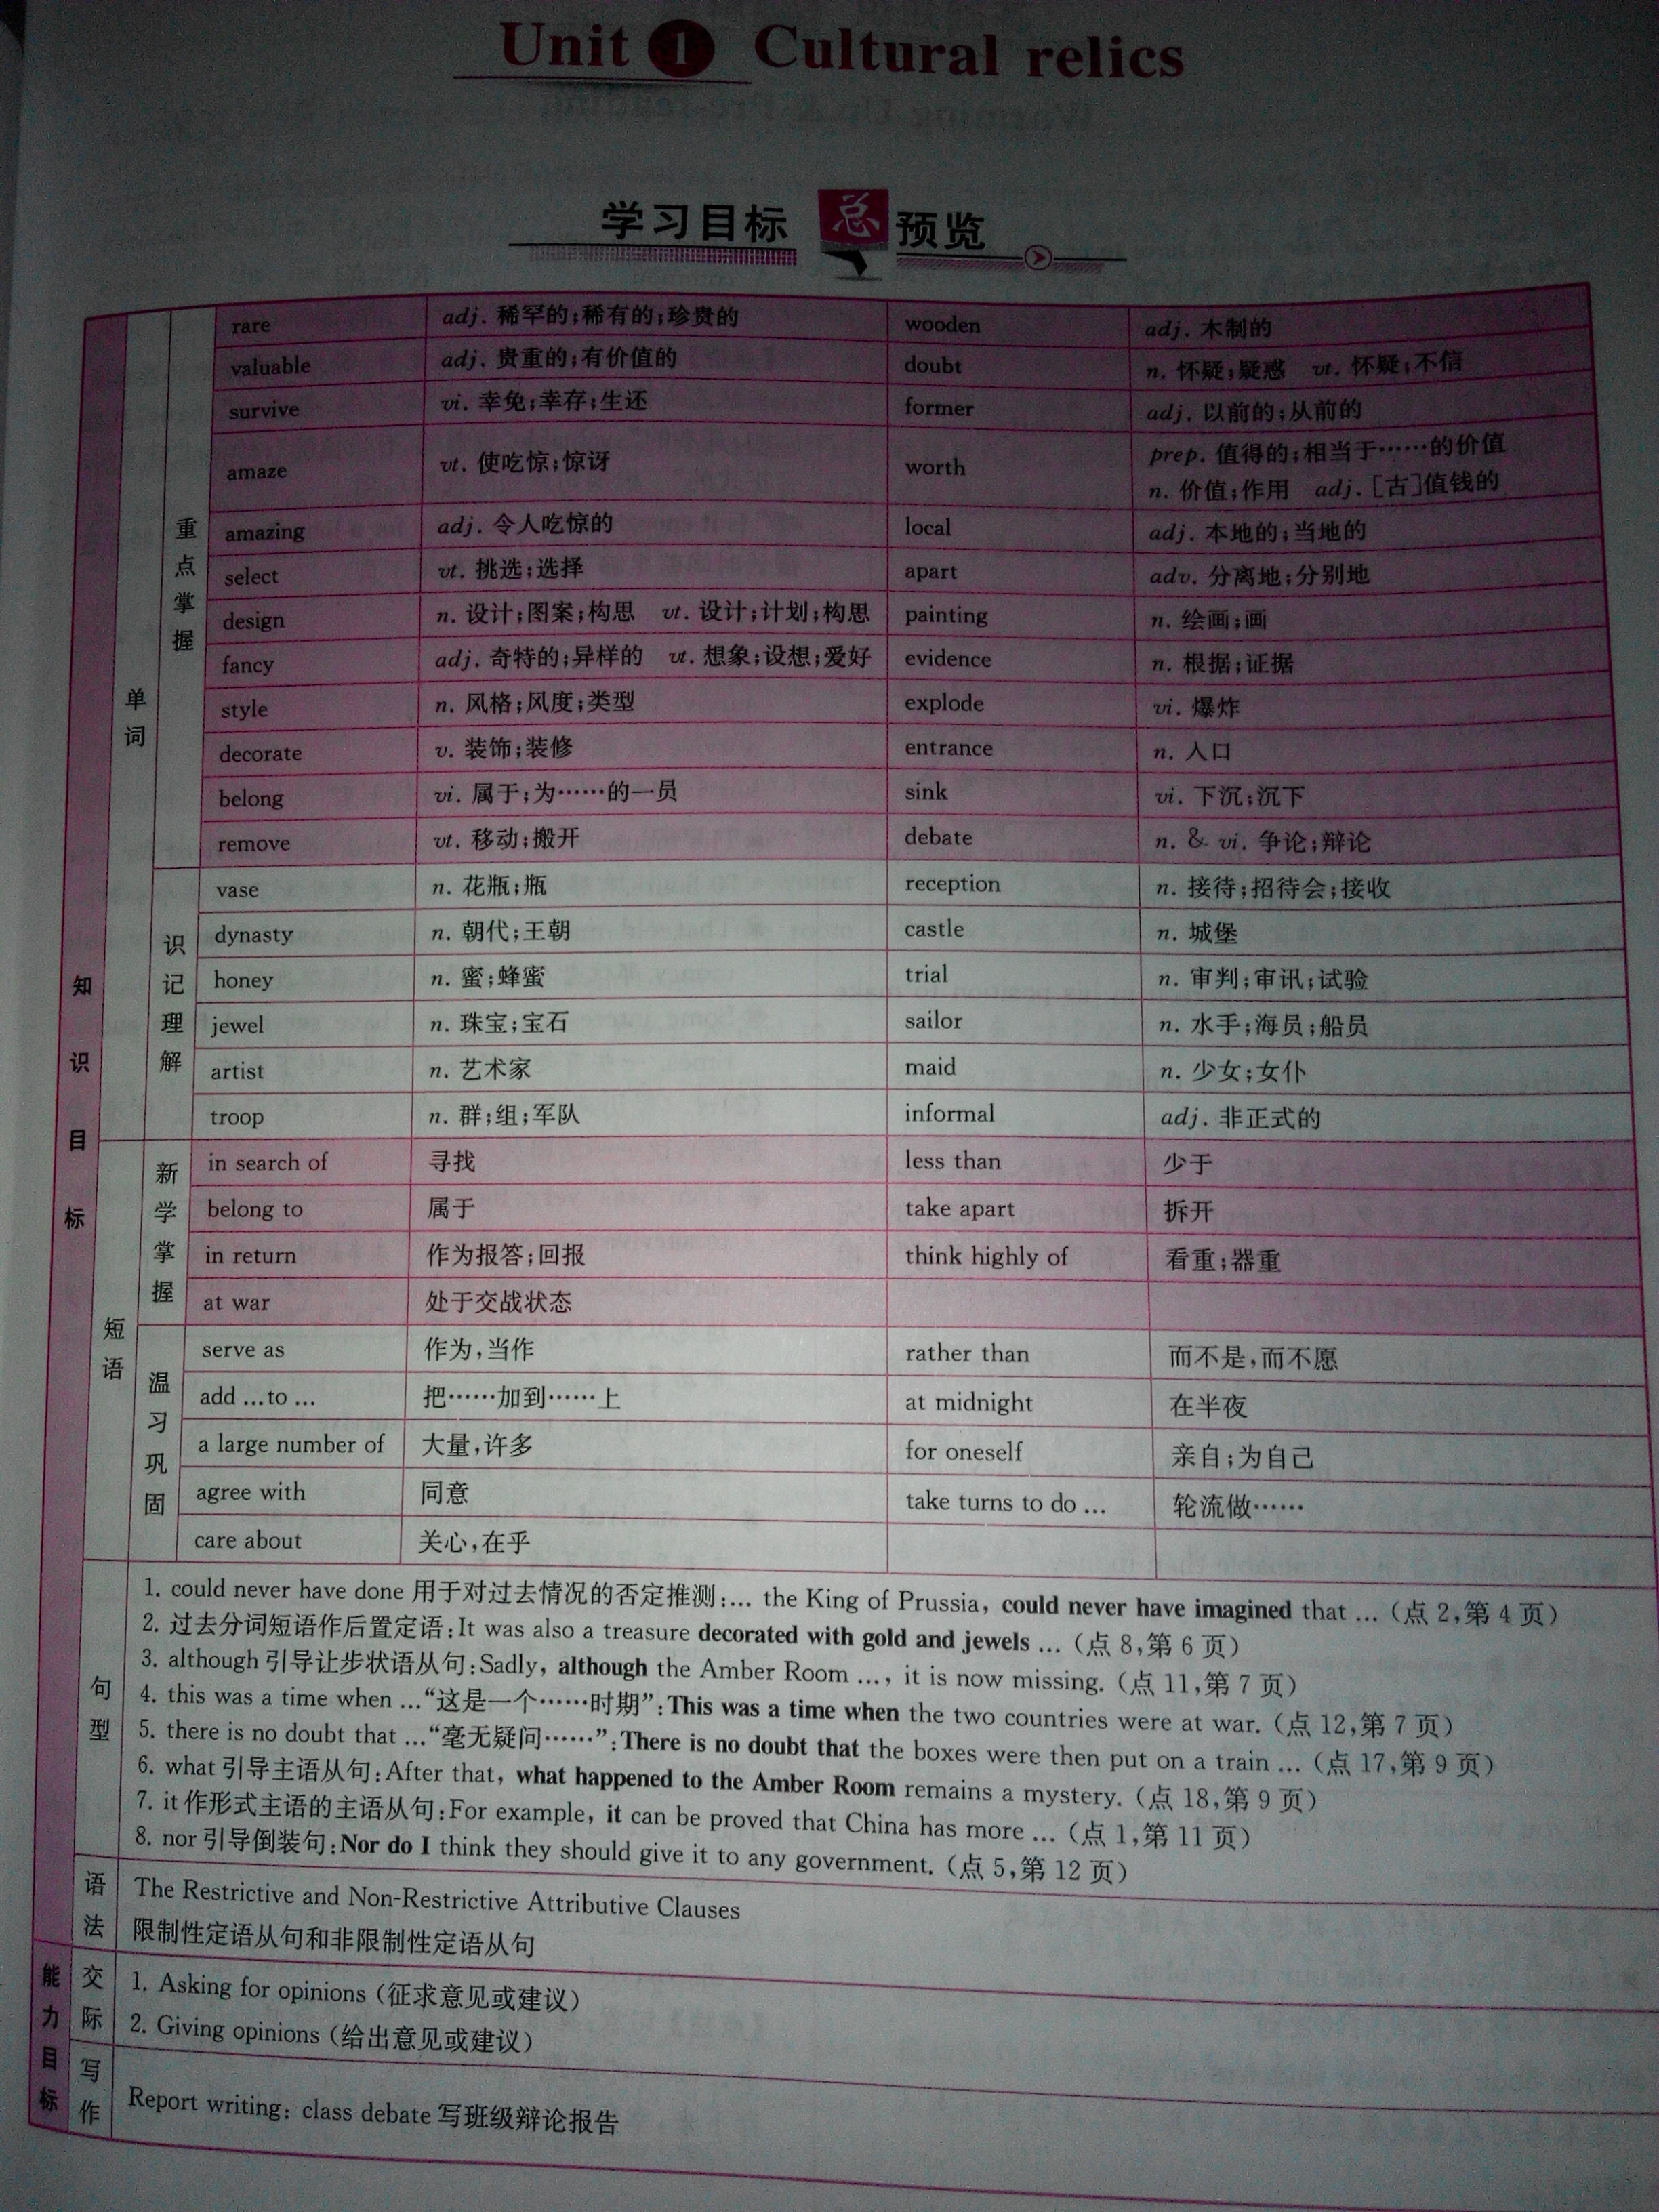 Unit 1 Cultural relics
学习目标 总 预览
知识目标
单词
重点掌握
rare adj. 稀罕的;稀有的;珍贵的 wooden adj. 木制的
valuable adj. 贵重的;有价值的 doubt n. 怀疑;疑惑 vt. 怀疑;不信
survive vi. 幸免;幸存;生还 former adj. 以前的;从前的
amaze vt. 使吃惊;惊讶 worth prep. 值得的;相当于……的价值
n. 价值;作用 adj. [古]值钱的
amazing adj. 令人吃惊的 local adj. 本地的;当地的
select vt. 挑选;选择 apart adv. 分离地;分别地
design n. 设计;图案;构思 vt. 设计;计划;构思 painting n. 绘画;画
fancy adj. 奇特的;异样的 vt. 想象;设想;爱好 evidence n. 根据;证据
style n. 风格;风度;类型 explode vi. 爆炸
decorate v. 装饰;装修 entrance n. 入口
belong vi. 属于;为……的一员 sink vi. 下沉;沉下
remove vt. 移动;搬开 debate n. & vi. 争论;辩论
识记理解
vase n. 花瓶;瓶 reception n. 接待;招待会;接收
dynasty n. 朝代;王朝 castle n. 城堡
honey n. 蜜;蜂蜜 trial n. 审判;审讯;试验
jewel n. 珠宝;宝石 sailor n. 水手;海员;船员
artist n. 艺术家 maid n. 少女;女仆
troop n. 群;组;军队 informal adj. 非正式的
短语
新学掌握
in search of 寻找 less than 少于
belong to 属于 take apart 拆开
in return 作为报答;回报 think highly of 看重;器重
at war 处于交战状态
温习巩固
serve as 作为,当作 rather than 而不是,而不愿
add ...to ... 把……加到……上 at midnight 在半夜
a large number of 大量,许多 for oneself 亲自;为自己
agree with 同意 take turns to do ... 轮流做……
care about 关心,在乎
句型
1. could never have done 用于对过去情况的否定推测:... the King of Prussia, could never have imagined that ... (点 2,第 4 页)
2. 过去分词短语作后置定语:It was also a treasure decorated with gold and jewels ... (点 8,第 6 页)
3. although 引导让步状语从句:Sadly, although the Amber Room ..., it is now missing. (点 11,第 7 页)
4. this was a time when ...“这是一个……时期”:This was a time when the two countries were at war. (点 12,第 7 页)
5. there is no doubt that ...“毫无疑问……”:There is no doubt that the boxes were then put on a train ... (点 17,第 9 页)
6. what 引导主语从句:After that, what happened to the Amber Room remains a mystery. (点 18,第 9 页)
7. it 作形式主语的主语从句:For example, it can be proved that China has more ... (点 1,第 11 页)
8. nor 引导倒装句:Nor do I think they should give it to any government. (点 5,第 12 页)
语法
The Restrictive and Non-Restrictive Attributive Clauses
限制性定语从句和非限制性定语从句
能力目标
交际
1. Asking for opinions (征求意见或建议)
2. Giving opinions (给出意见或建议)
写作
Report writing: class debate 写班级辩论报告